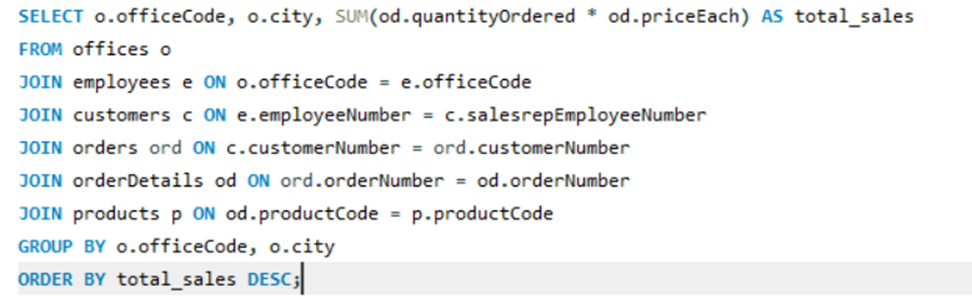 SELECT o.officeCode, o.city, SUM(od.quantityOrdered * od.priceEach) AS total_sales
FROM offices o
JOIN employees e ON o.officeCode = e.officeCode
JOIN customers c ON e.employeeNumber = c.salesrepEmployeeNumber
JOIN orders ord ON c.customerNumber = ord.customerNumber
JOIN orderDetails od ON ord.orderNumber = od.orderNumber
JOIN products p ON od.productCode = p.productCode
GROUP BY o.officeCode, o.city
ORDER BY total_sales DESC;